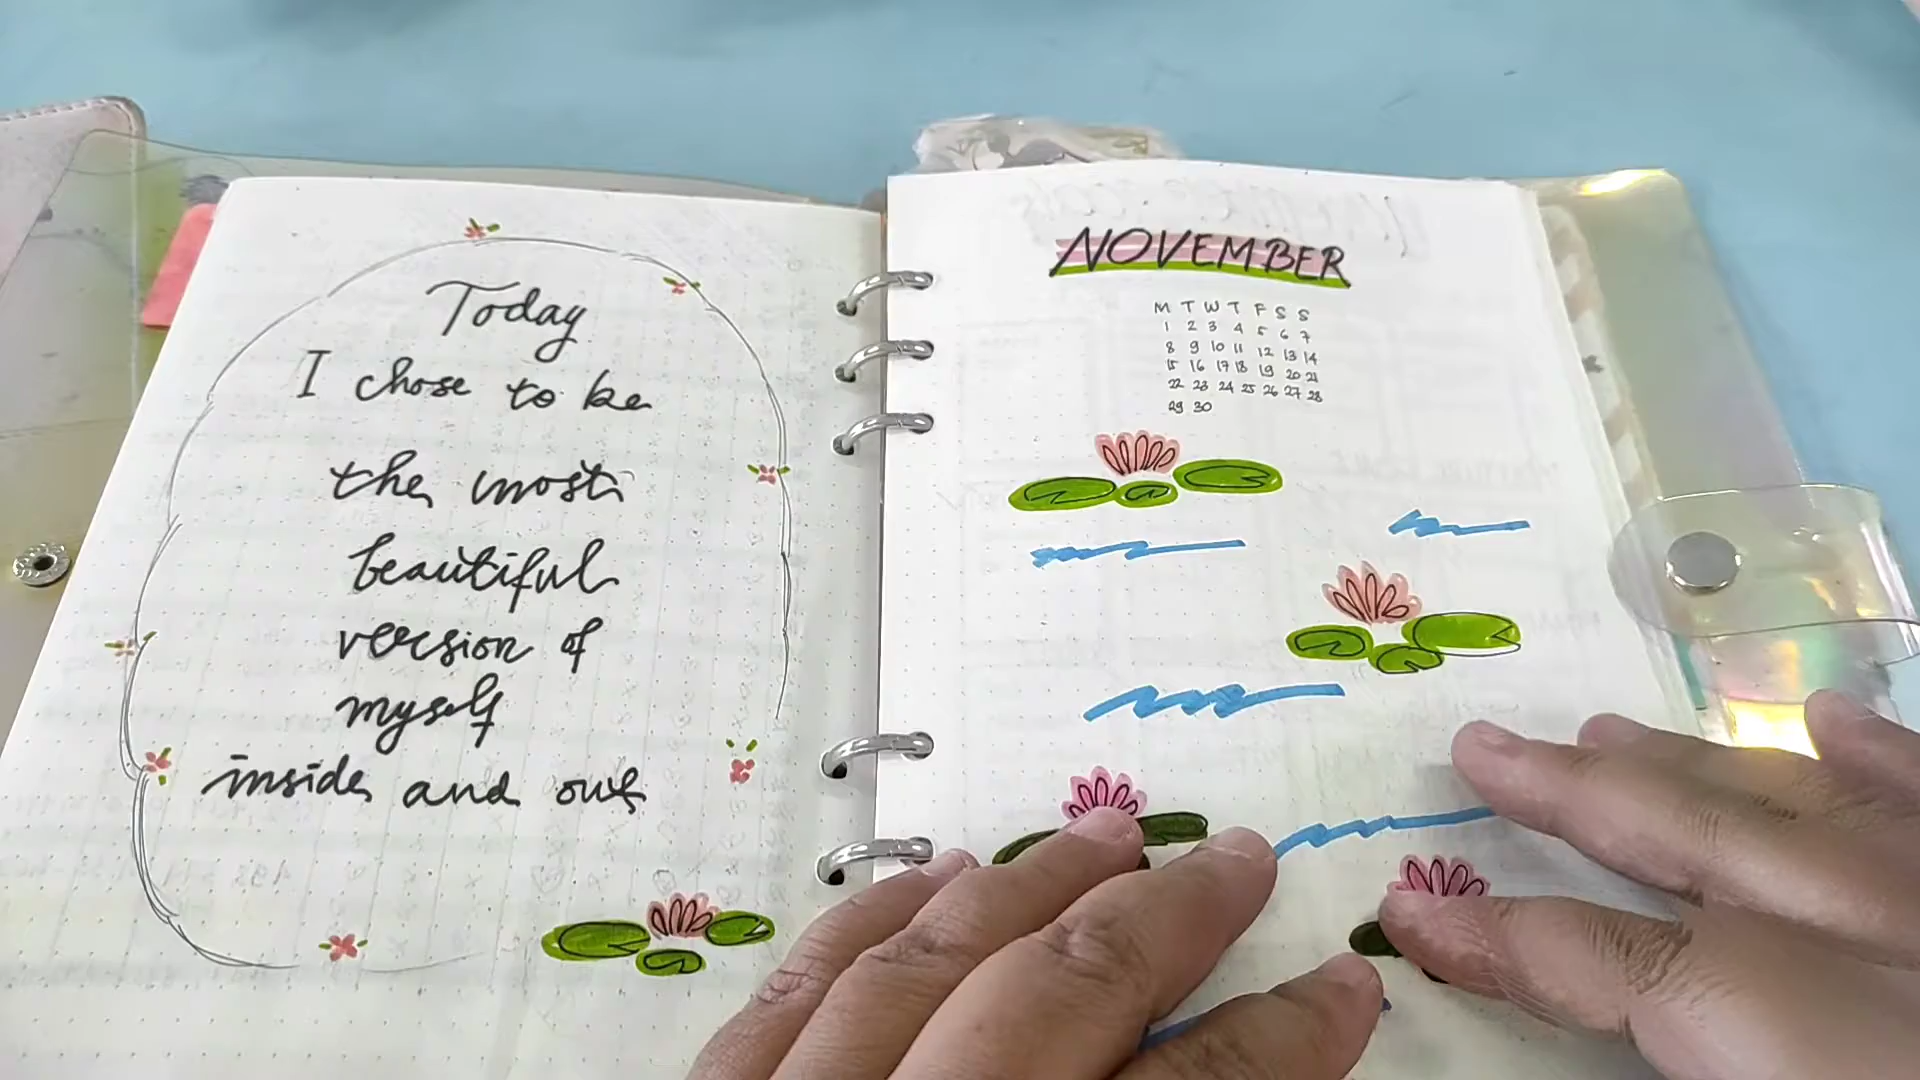 Today
I chose to be
the most
beautiful
version of
myself
inside and out
NOVEMBER
M T W T F S S
1 2 3 4 5 6 7
8 9 10 11 12 13 14
15 16 17 18 19 20 21
22 23 24 25 26 27 28
29 30